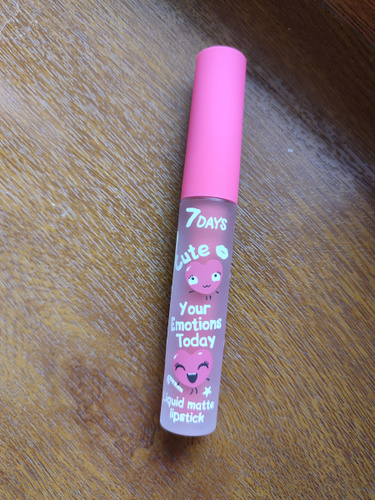 7DAYS
Cute
Your
Emotions
Today
Liquid matte
lipstick